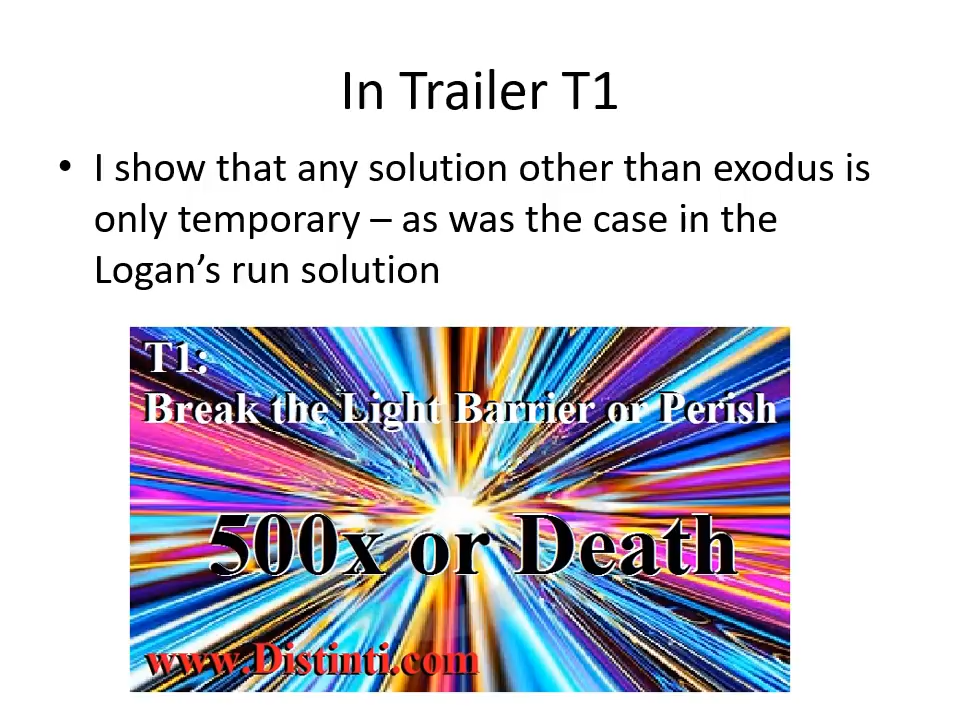 In Trailer T1
• I show that any solution other than exodus is
only temporary – as was the case in the
Logan’s run solution
T1:
Break the Light Barrier or Perish
500x or Death
www.Distinti.com